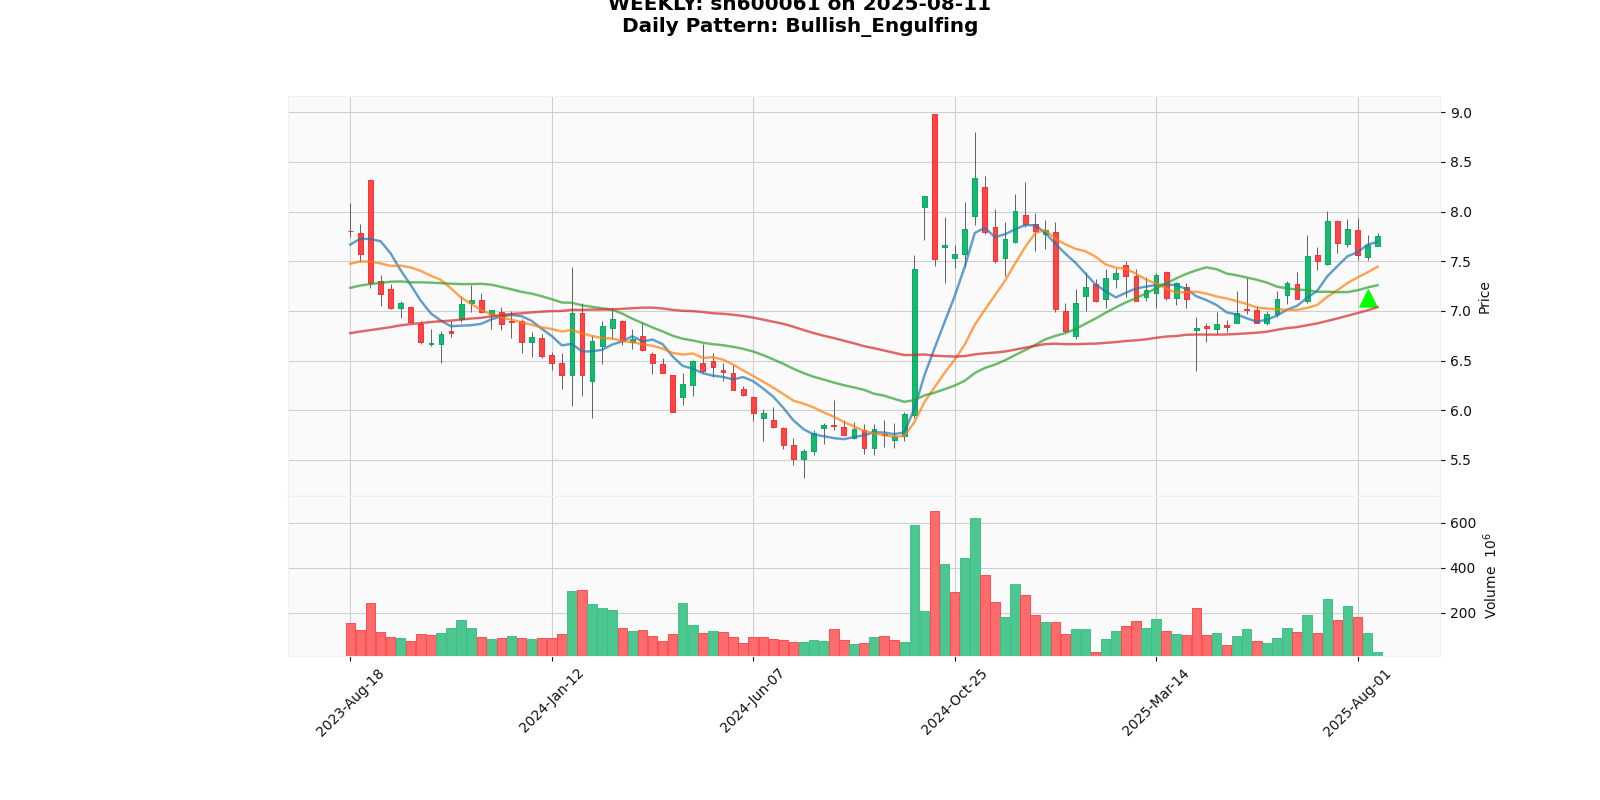 WEEKLY: sh600061 on 2025-08-11
Daily Pattern: Bullish_Engulfing
9.0
8.5
8.0
7.5
7.0
6.5
6.0
5.5
Price
600
400
200
Volume 10^6
2023-Aug-18
2024-Jan-12
2024-Jun-07
2024-Oct-25
2025-Mar-14
2025-Aug-01